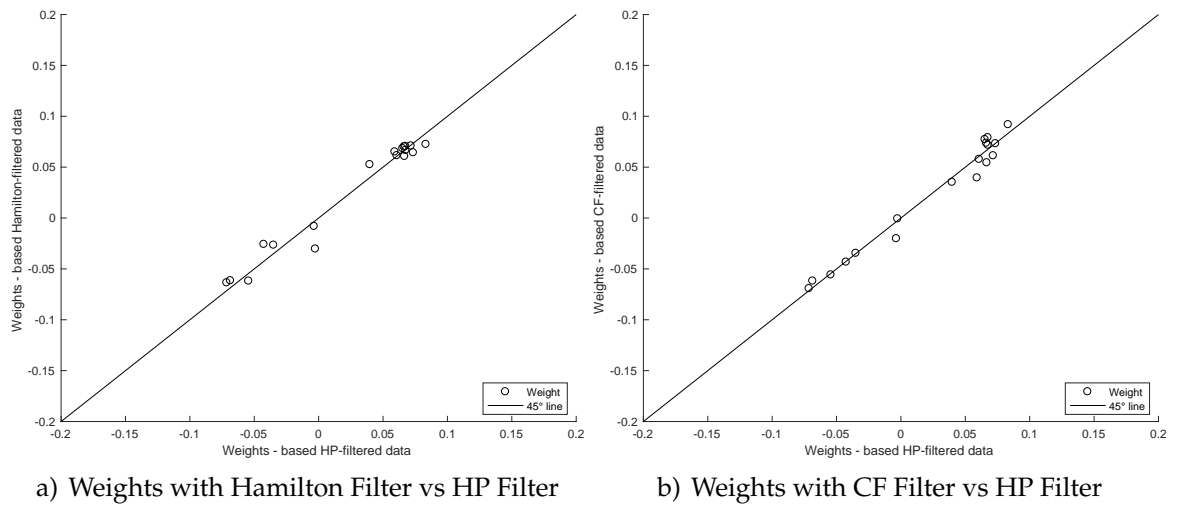 0.2
0.15
0.1
0.05
0
-0.05
-0.1
-0.15
-0.2
Weights - based Hamilton-filtered data
-0.2 -0.15 -0.1 -0.05 0 0.05 0.1 0.15 0.2
Weights - based HP-filtered data
Weight
45° line
a) Weights with Hamilton Filter vs HP Filter
0.2
0.15
0.1
0.05
0
-0.05
-0.1
-0.15
-0.2
Weights - based CF-filtered data
-0.2 -0.15 -0.1 -0.05 0 0.05 0.1 0.15 0.2
Weights - based HP-filtered data
Weight
45° line
b) Weights with CF Filter vs HP Filter